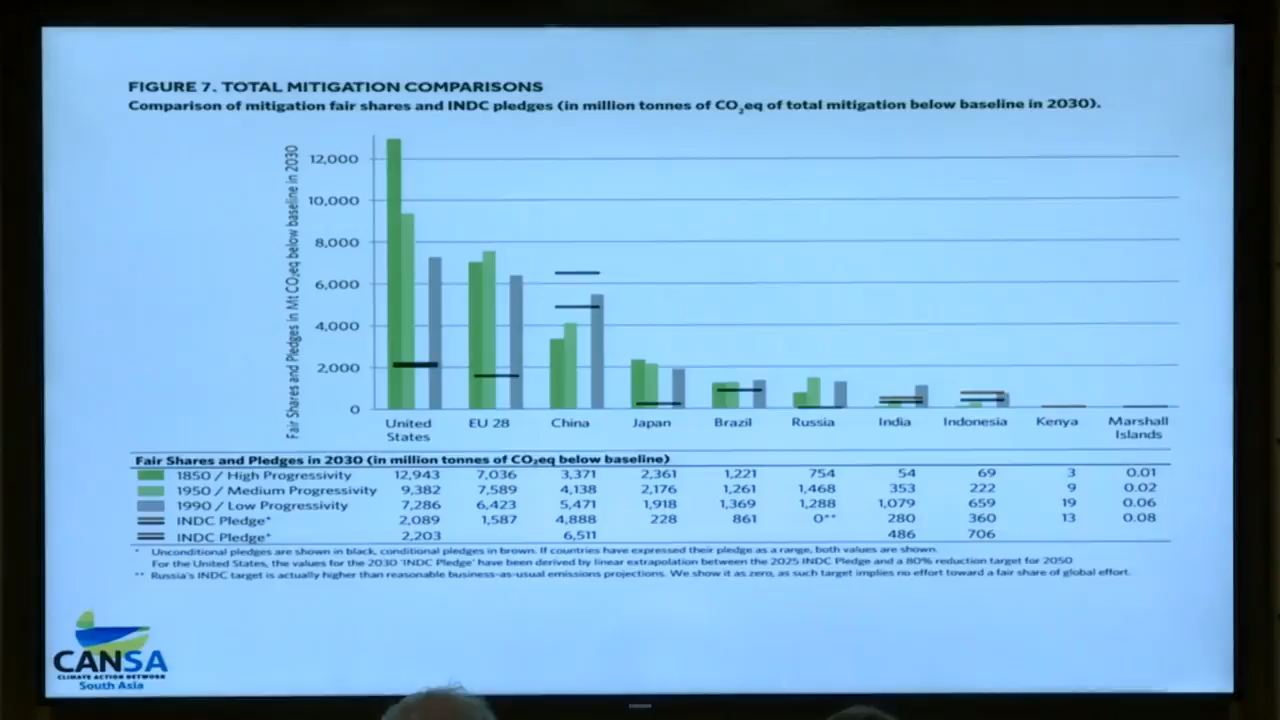 FIGURE 7. TOTAL MITIGATION COMPARISONS
Comparison of mitigation fair shares and INDC pledges (in million tonnes of CO₂eq of total mitigation below baseline in 2030).
Fair Shares and Pledges in Mt CO₂eq below baseline in 2030
12,000
10,000
8,000
6,000
4,000
2,000
0
United States EU 28 China Japan Brazil Russia India Indonesia Kenya Marshall Islands
Fair Shares and Pledges in 2030 (in million tonnes of CO₂eq below baseline)
1850 / High Progressivity 12,943 7,036 3,371 2,361 1,221 754 54 69 3 0.01
1950 / Medium Progressivity 9,382 7,589 4,138 2,176 1,261 1,468 353 222 9 0.02
1990 / Low Progressivity 7,286 6,423 5,471 1,918 1,369 1,288 1,079 659 19 0.06
INDC Pledge* 2,089 1,587 4,888 228 861 0** 280 360 13 0.08
INDC Pledge* 2,203 6,511 486 706
* Unconditional pledges are shown in black, conditional pledges in brown. If countries have expressed their pledge as a range, both values are shown.
For the United States, the values for the 2030 'INDC Pledge' have been derived by linear extrapolation between the 2025 INDC Pledge and a 80% reduction target for 2050
** Russia's INDC target is actually higher than reasonable business-as-usual emissions projections. We show it as zero, as such target implies no effort toward a fair share of global effort.
CANSA
CLIMATE ACTION NETWORK
South Asia